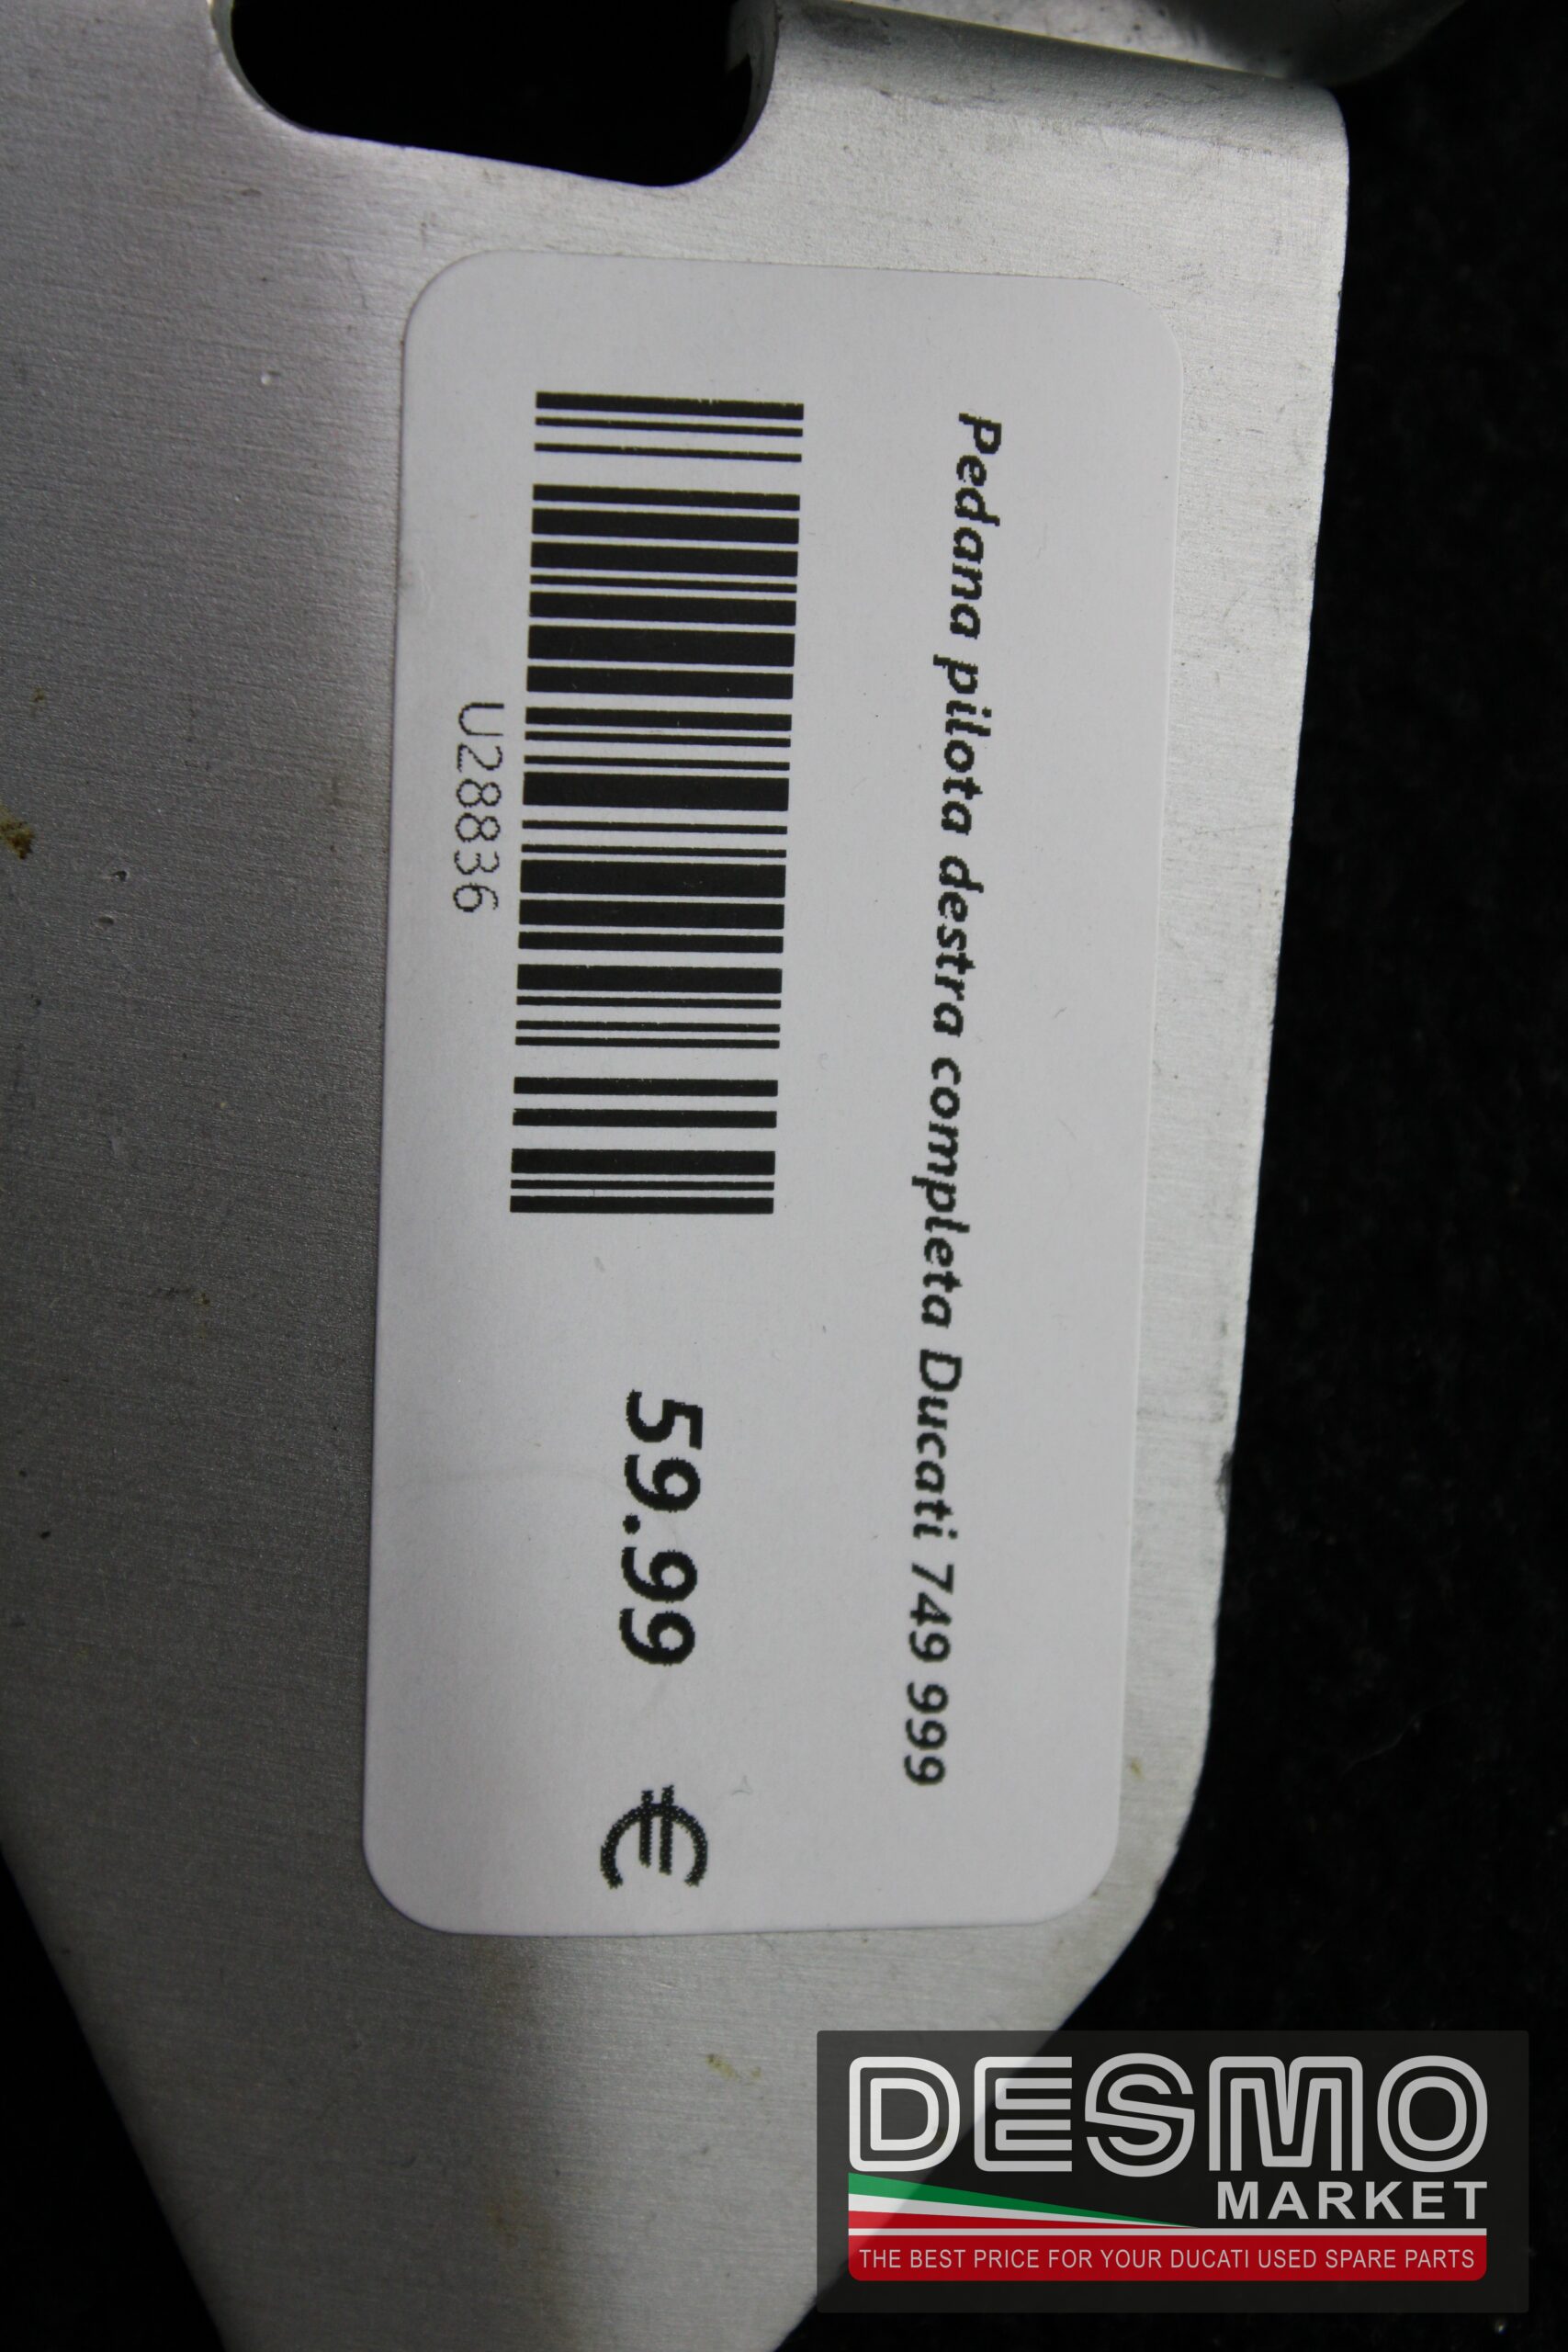 Pedana pilota destra completa Ducati 749 999
59.99 €
U28836
DESMO
MARKET
THE BEST PRICE FOR YOUR DUCATI USED SPARE PARTS